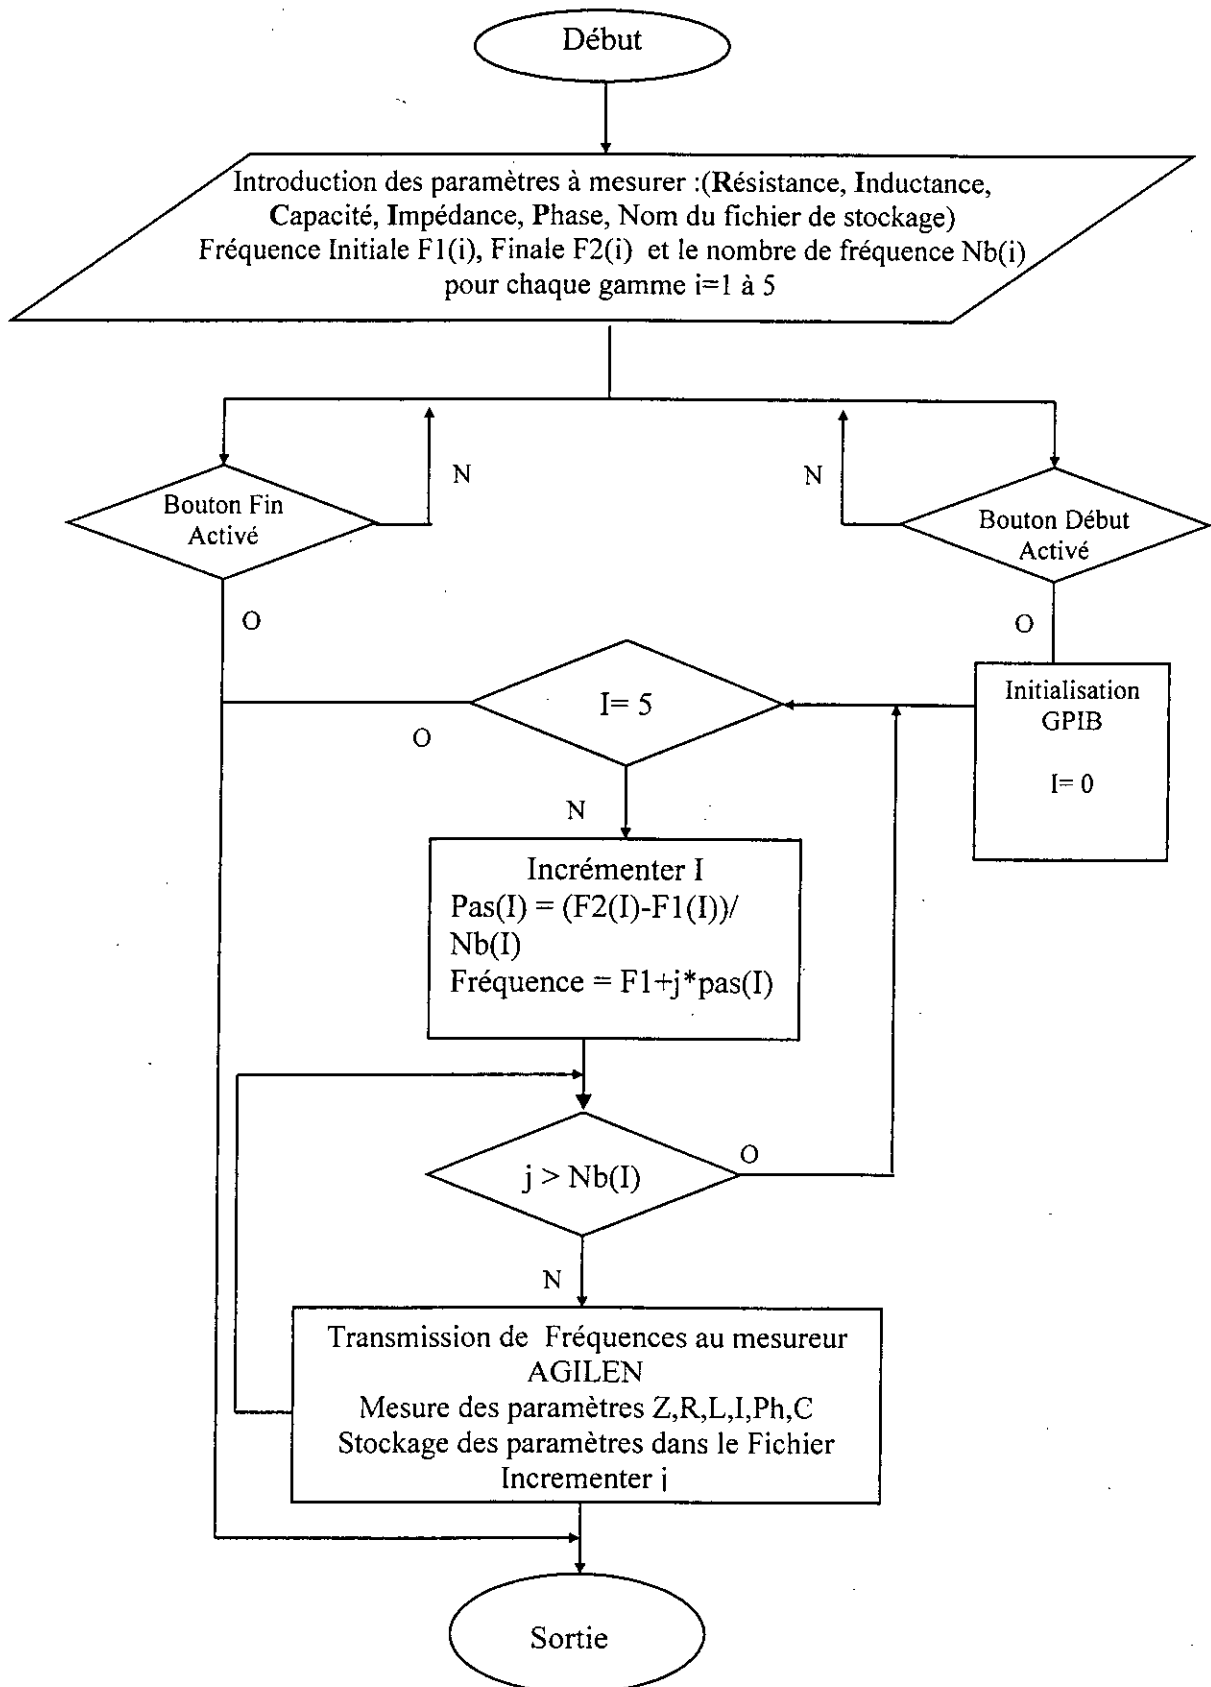 Début
Introduction des paramètres à mesurer :(Résistance, Inductance,
Capacité, Impédance, Phase, Nom du fichier de stockage)
Fréquence Initiale F1(i), Finale F2(i) et le nombre de fréquence Nb(i)
pour chaque gamme i=1 à 5
N
N
Bouton Fin
Activé
Bouton Début
Activé
O
O
I= 5
O
Initialisation
GPIB
I= 0
N
Incrémenter I
Pas(I) = (F2(I)-F1(I))/
Nb(I)
Fréquence = F1+j*pas(I)
j > Nb(I)
O
N
Transmission de Fréquences au mesureur
AGILEN
Mesure des paramètres Z,R,L,I,Ph,C
Stockage des paramètres dans le Fichier
Incrementer j
Sortie